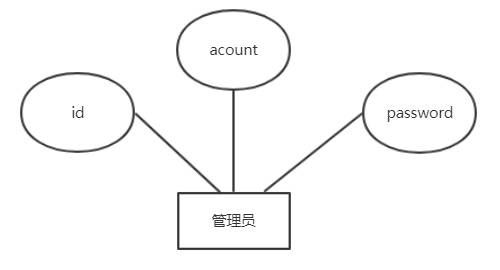 acount
id
password
管理员